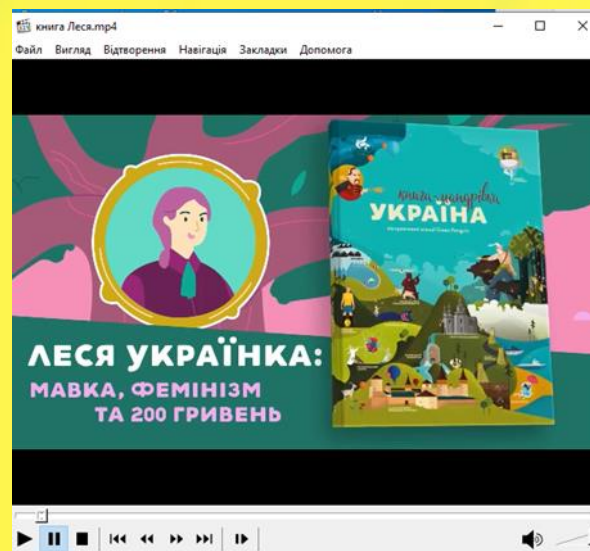 книга Леся.mp4
Файл Вигляд Відтворення Навігація Закладки Допомога
ЛЕСЯ УКРАЇНКА:
МАВКА, ФЕМІНІЗМ
ТА 200 ГРИВЕНЬ
книга-мандрівка
УКРАЇНА